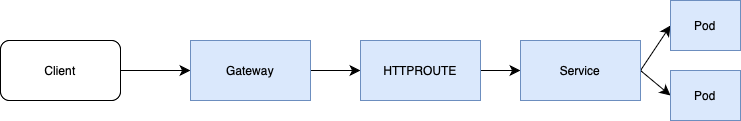 Client
Gateway
HTTPROUTE
Service
Pod
Pod